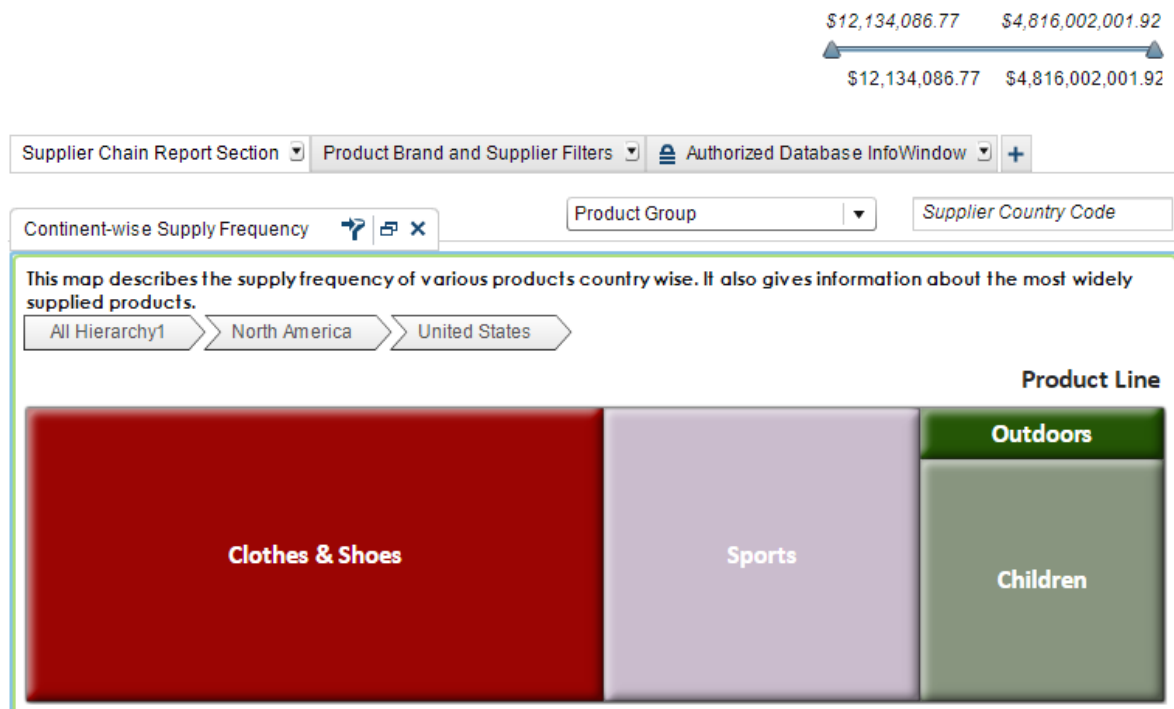 $12,134,086.77 $4,816,002,001.92
$12,134,086.77 $4,816,002,001.92
Supplier Chain Report Section Product Brand and Supplier Filters Authorized Database InfoWindow +
Product Group Supplier Country Code
Continent-wise Supply Frequency
This map describes the supply frequency of various products country wise. It also gives information about the most widely
supplied products.
All Hierarchy1 North America United States
Product Line
Outdoors
Clothes & Shoes Sports
Children